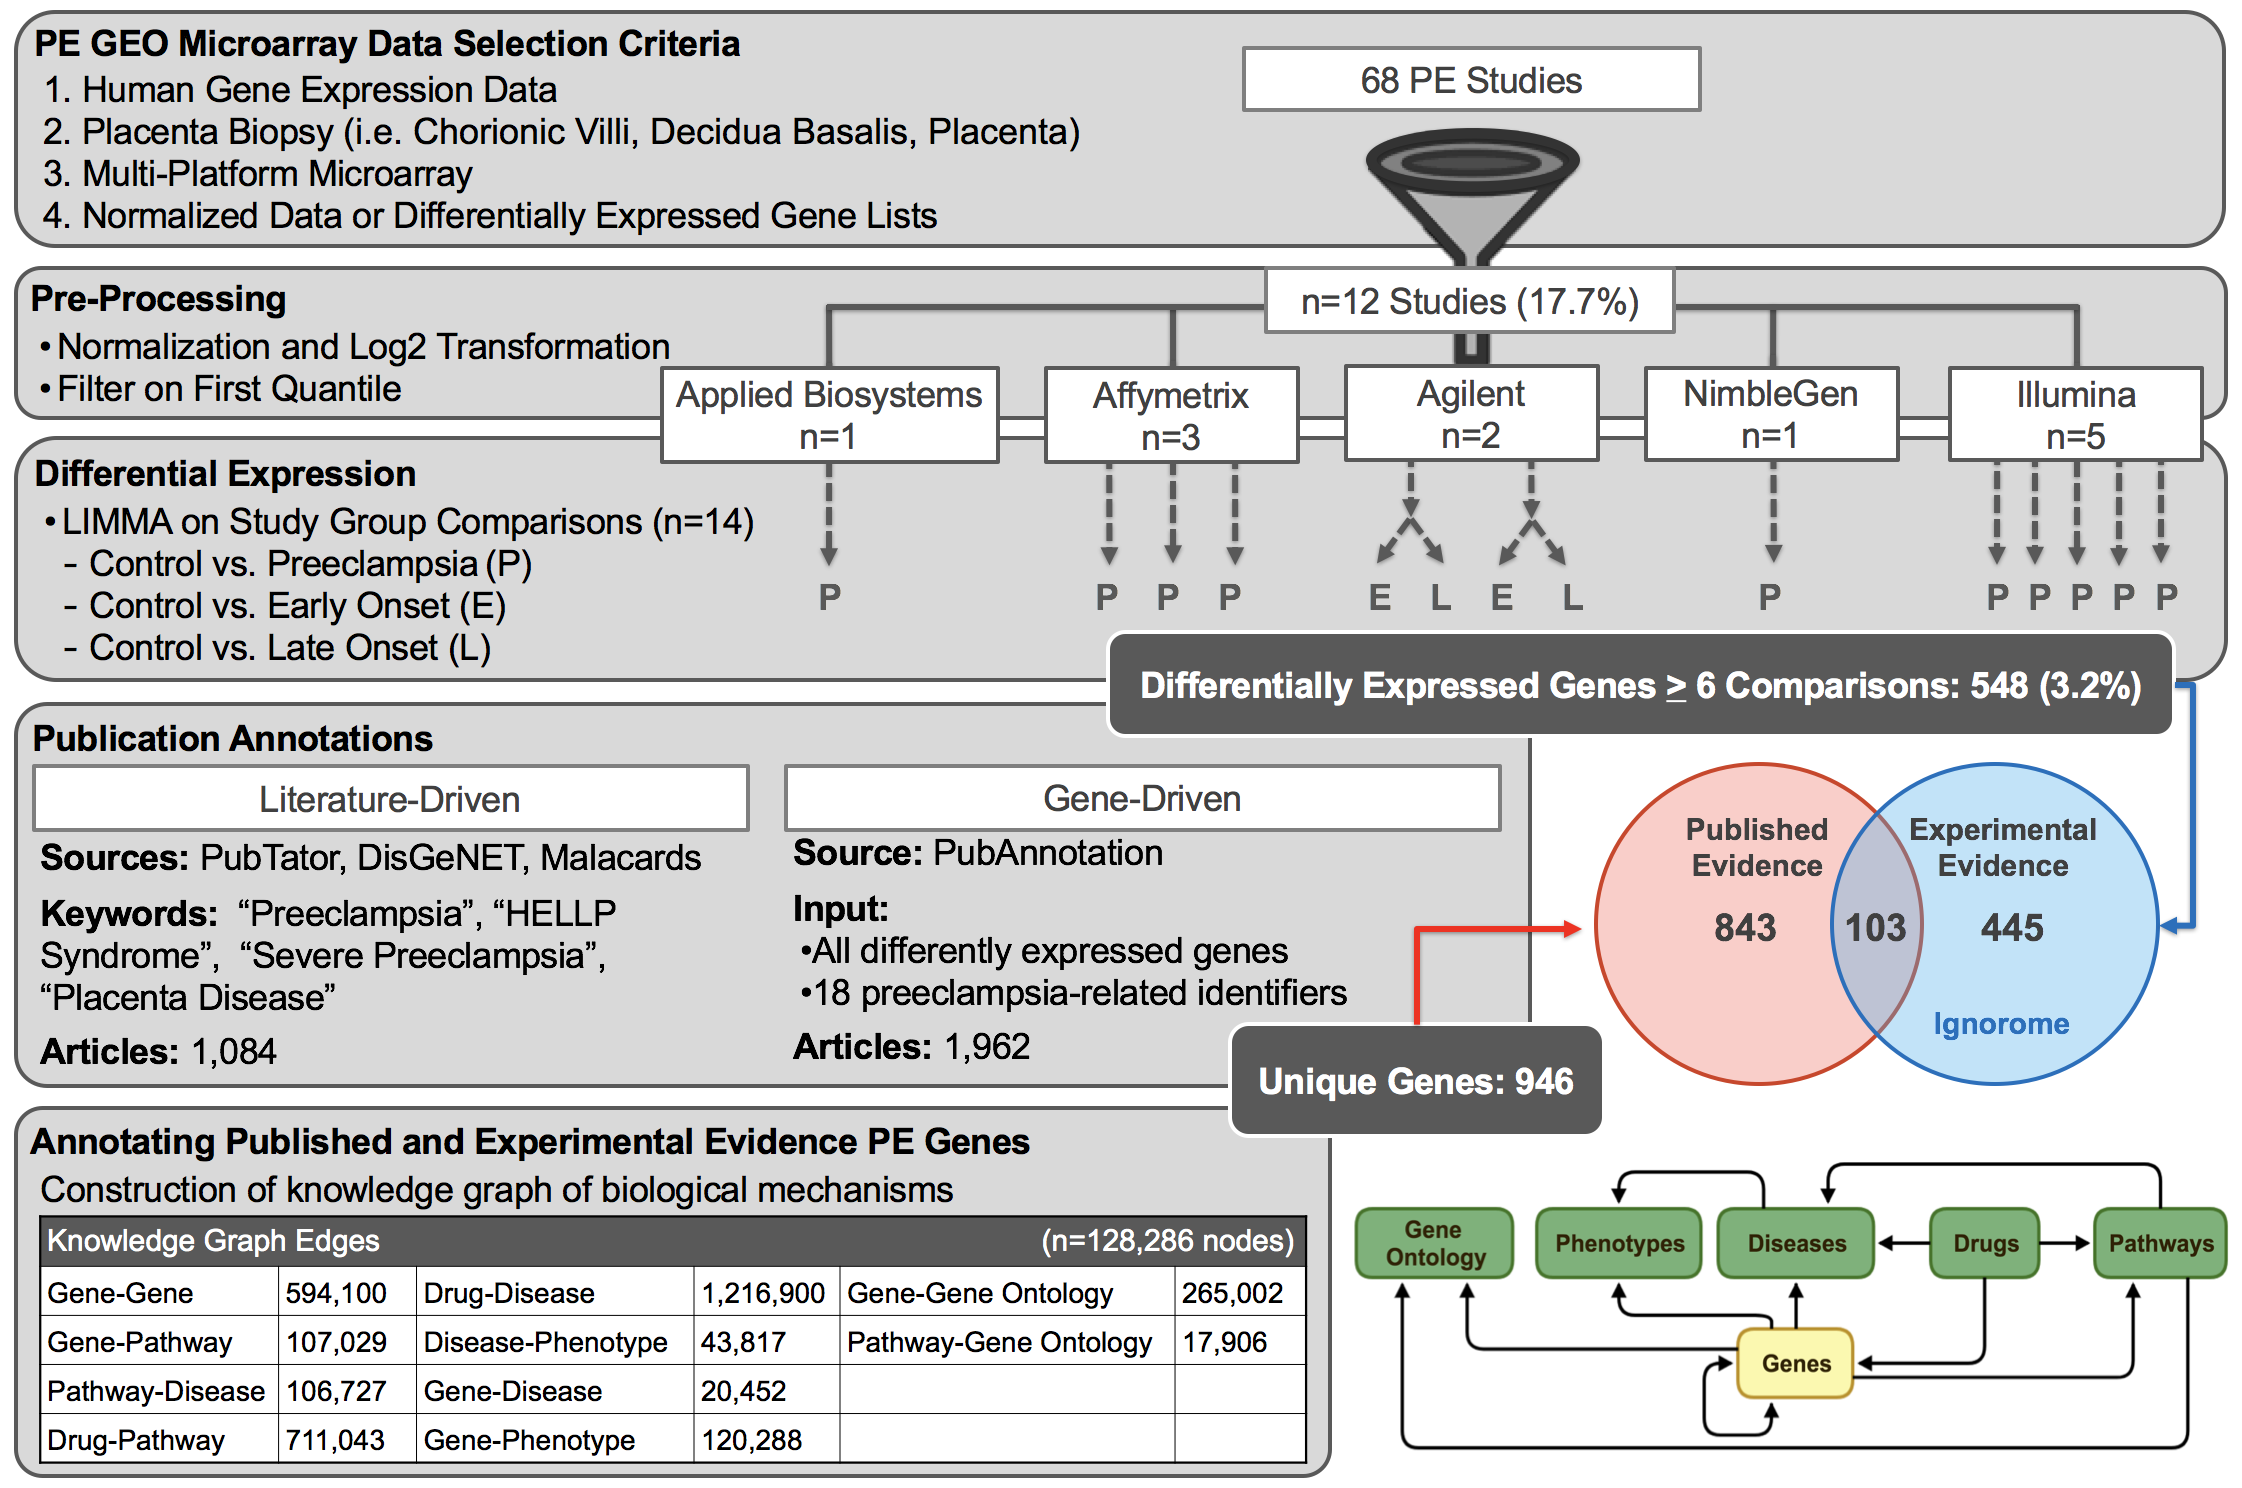 PE GEO Microarray Data Selection Criteria
1. Human Gene Expression Data
2. Placenta Biopsy (i.e. Chorionic Villi, Decidua Basalis, Placenta)
3. Multi-Platform Microarray
4. Normalized Data or Differentially Expressed Gene Lists
68 PE Studies
Pre-Processing
• Normalization and Log2 Transformation
• Filter on First Quantile
n=12 Studies (17.7%)
Applied Biosystems
n=1
Affymetrix
n=3
Agilent
n=2
NimbleGen
n=1
Illumina
n=5
Differential Expression
• LIMMA on Study Group Comparisons (n=14)
- Control vs. Preeclampsia (P)
- Control vs. Early Onset (E)
- Control vs. Late Onset (L)
P P P P E L E L P P P P P P
Differentially Expressed Genes ≥ 6 Comparisons: 548 (3.2%)
Publication Annotations
Literature-Driven
Sources: PubTator, DisGeNET, Malacards
Keywords: “Preeclampsia”, “HELLP
Syndrome”, “Severe Preeclampsia”,
“Placenta Disease”
Articles: 1,084
Gene-Driven
Source: PubAnnotation
Input:
•All differently expressed genes
•18 preeclampsia-related identifiers
Articles: 1,962
Unique Genes: 946
Published
Evidence
843
103
Experimental
Evidence
445
Ignorome
Annotating Published and Experimental Evidence PE Genes
Construction of knowledge graph of biological mechanisms
Knowledge Graph Edges (n=128,286 nodes)
Gene-Gene 594,100 Drug-Disease 1,216,900 Gene-Gene Ontology 265,002
Gene-Pathway 107,029 Disease-Phenotype 43,817 Pathway-Gene Ontology 17,906
Pathway-Disease 106,727 Gene-Disease 20,452
Drug-Pathway 711,043 Gene-Phenotype 120,288
Gene
Ontology
Phenotypes
Diseases
Drugs
Pathways
Genes